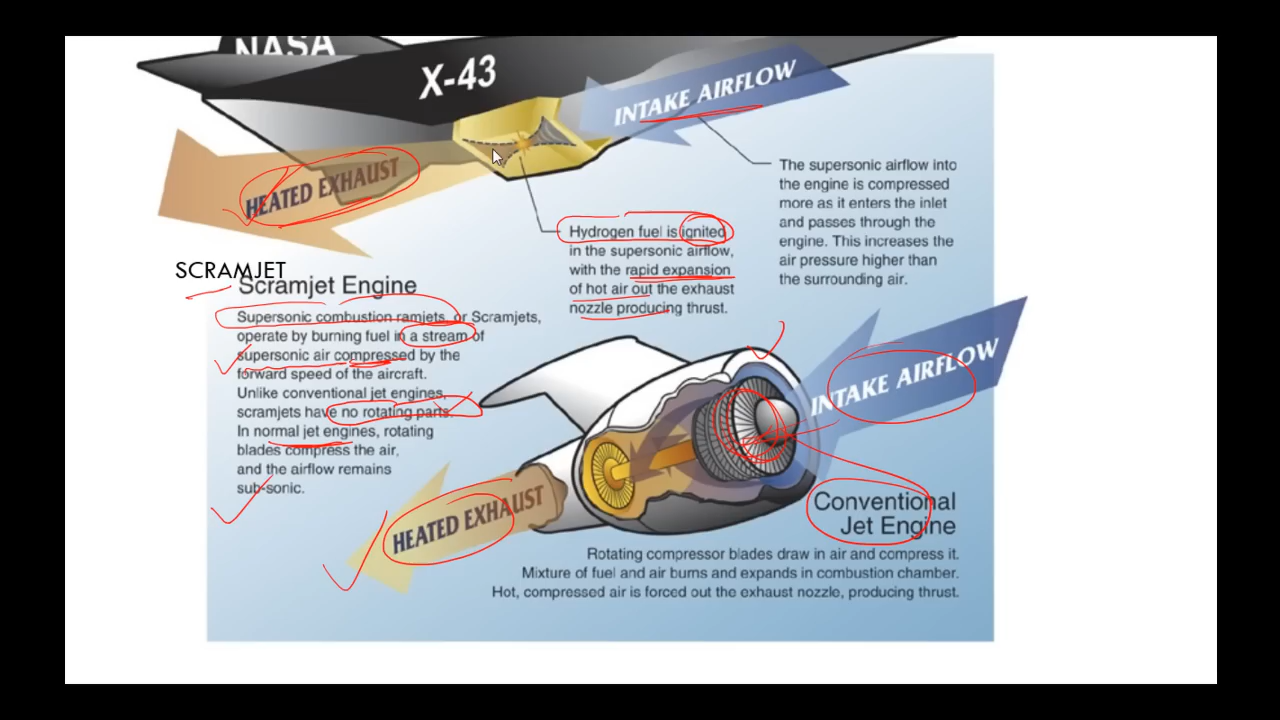 NASA
X-43
INTAKE AIRFLOW
HEATED EXHAUST
The supersonic airflow into
the engine is compressed
more as it enters the inlet
and passes through the
engine. This increases the
air pressure higher than
the surrounding air.
Hydrogen fuel is ignited
in the supersonic airflow,
with the rapid expansion
of hot air out the exhaust
nozzle producing thrust.
SCRAMJET
Scramjet Engine
Supersonic combustion ramjets, or Scramjets,
operate by burning fuel in a stream of
supersonic air compressed by the
forward speed of the aircraft.
Unlike conventional jet engines,
scramjets have no rotating parts.
In normal jet engines, rotating
blades compress the air,
and the airflow remains
sub-sonic.
INTAKE AIRFLOW
HEATED EXHAUST
Conventional
Jet Engine
Rotating compressor blades draw in air and compress it.
Mixture of fuel and air burns and expands in combustion chamber.
Hot, compressed air is forced out the exhaust nozzle, producing thrust.